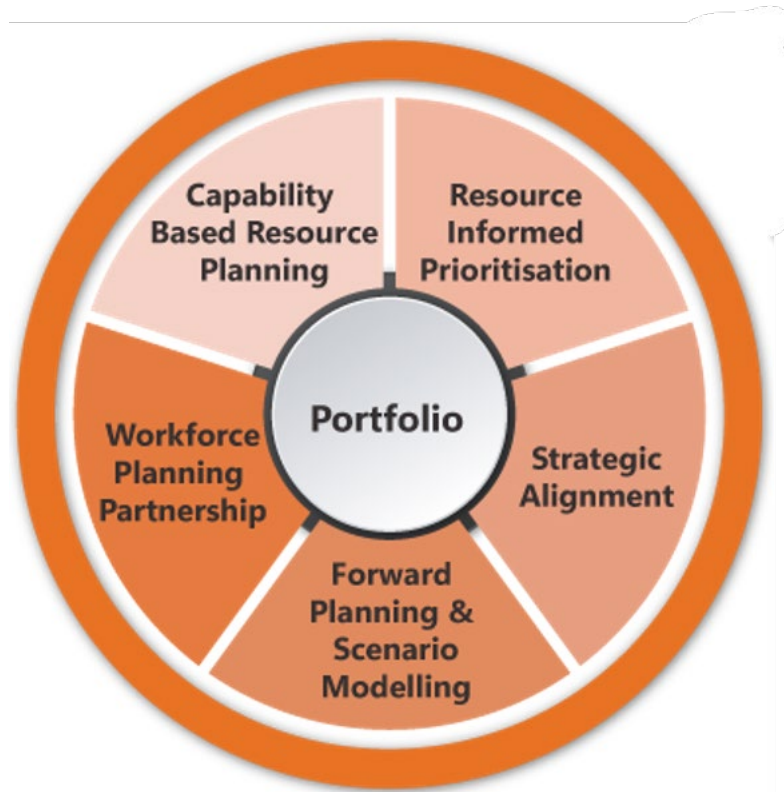 Capability
Based Resource
Planning
Resource
Informed
Prioritisation
Strategic
Alignment
Forward
Planning &
Scenario
Modelling
Workforce
Planning
Partnership
Portfolio